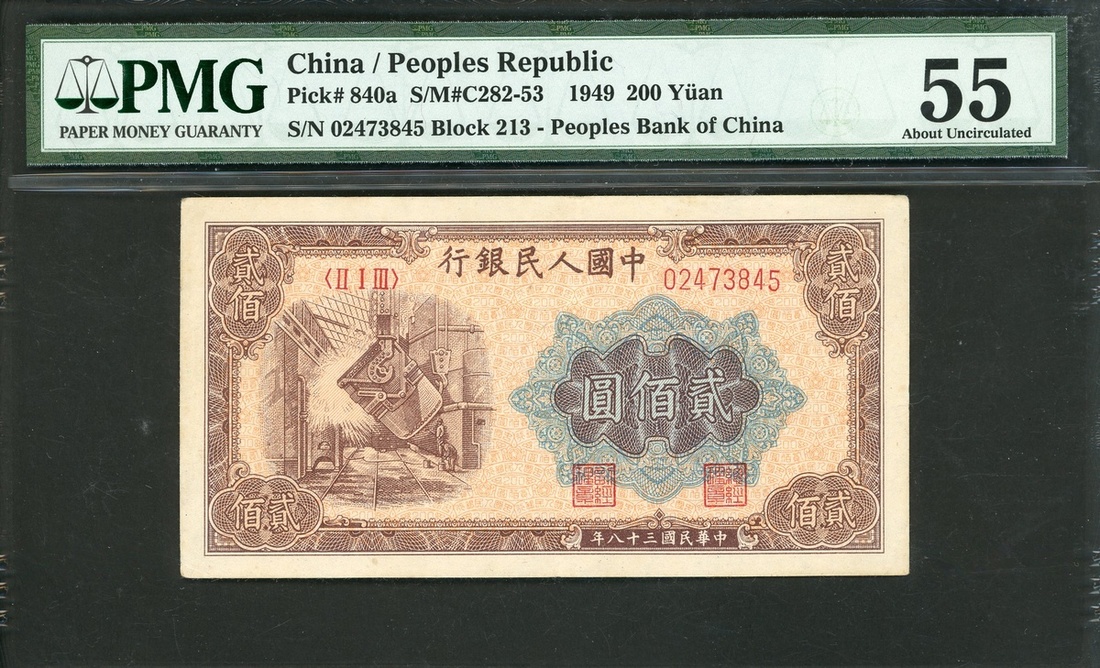 PMG
PAPER MONEY GUARANTY
China / Peoples Republic
Pick# 840a S/M#C282-53 1949 200 Yüan
S/N 02473845 Block 213 - Peoples Bank of China
55
About Uncirculated
行銀民人國中
〈II I III〉
02473845
貳佰
貳佰
圓佰貳
佰貳
佰貳
年八十三國民華中